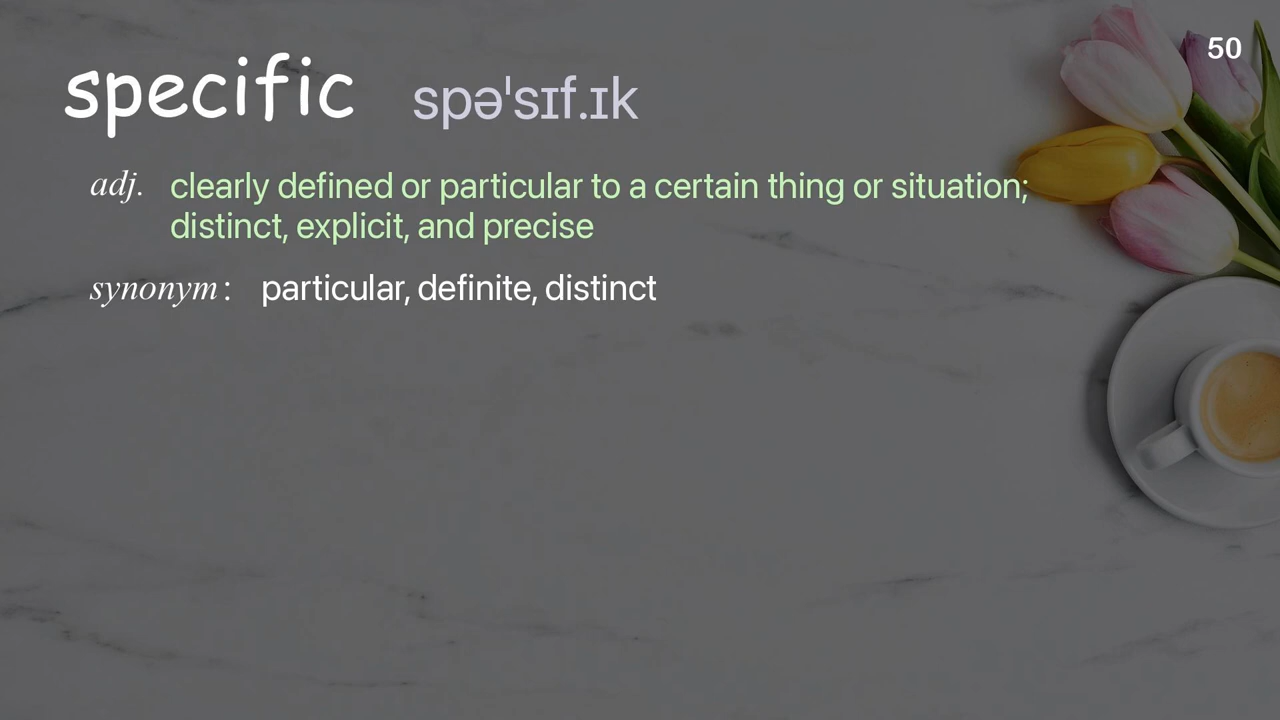 50
specific spəˈsɪf.ɪk
adj. clearly defined or particular to a certain thing or situation;
distinct, explicit, and precise
synonym : particular, definite, distinct